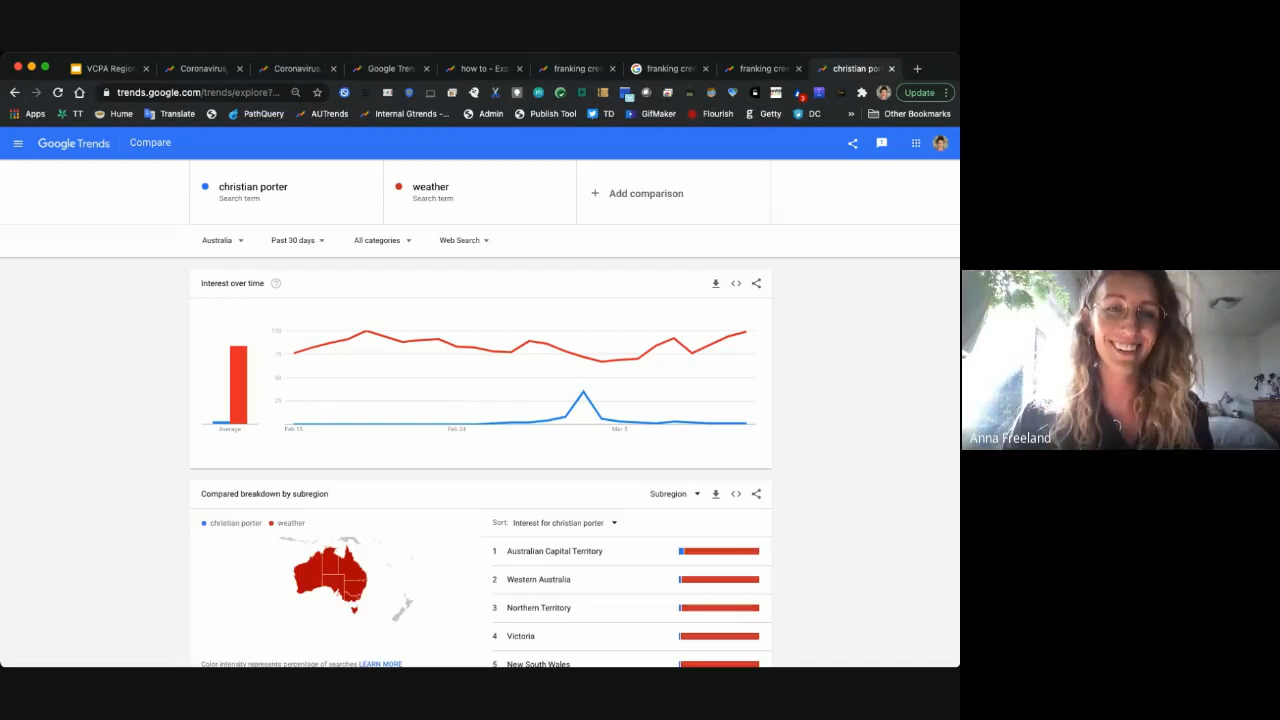 VCPA Region
Coronavirus,
Coronavirus,
Google Tren
how to - Exp
franking cre
franking cre
franking cre
christian por
trends.google.com/trends/explore?
Update
Apps
TT
Home
Translate
PathQuery
AUTrends
Internal Gtrends -...
Admin
Publish Tool
TD
GifMaker
Flourish
Getty
DC
»
Other Bookmarks
Google Trends
Compare
christian porter
Search term
weather
Search term
+ Add comparison
Australia
Past 30 days
All categories
Web Search
Interest over time
100
75
50
25
Average
Feb 15
Feb 24
Mar 5
Compared breakdown by subregion
Subregion
christian porter
weather
Sort: Interest for christian porter
1 Australian Capital Territory
2 Western Australia
3 Northern Territory
4 Victoria
5 New South Wales
Color intensity represents percentage of searches LEARN MORE
Anna Freeland